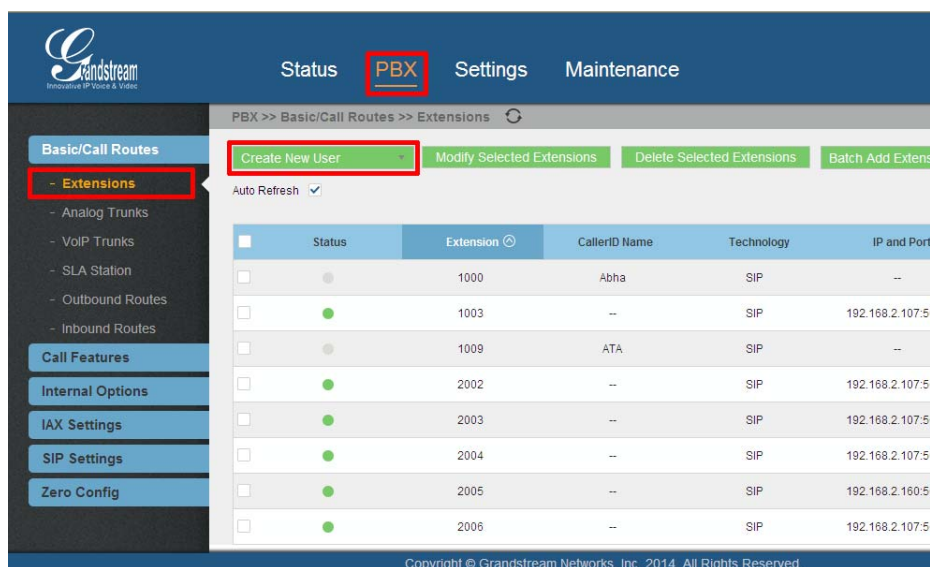 Grandstream
Innovative IP Voice & Video
Status PBX Settings Maintenance
PBX >> Basic/Call Routes >> Extensions
Basic/Call Routes
- Extensions
- Analog Trunks
- VoIP Trunks
- SLA Station
- Outbound Routes
- Inbound Routes
Call Features
Internal Options
IAX Settings
SIP Settings
Zero Config
Create New User Modify Selected Extensions Delete Selected Extensions Batch Add Extens
Auto Refresh
Status Extension CallerID Name Technology IP and Port
1000 Abha SIP --
1003 -- SIP 192.168.2.107:5
1009 ATA SIP --
2002 -- SIP 192.168.2.107:5
2003 -- SIP 192.168.2.107:5
2004 -- SIP 192.168.2.107:5
2005 -- SIP 192.168.2.160:5
2006 -- SIP 192.168.2.107:5
Copyright © Grandstream Networks, Inc. 2014. All Rights Reserved.